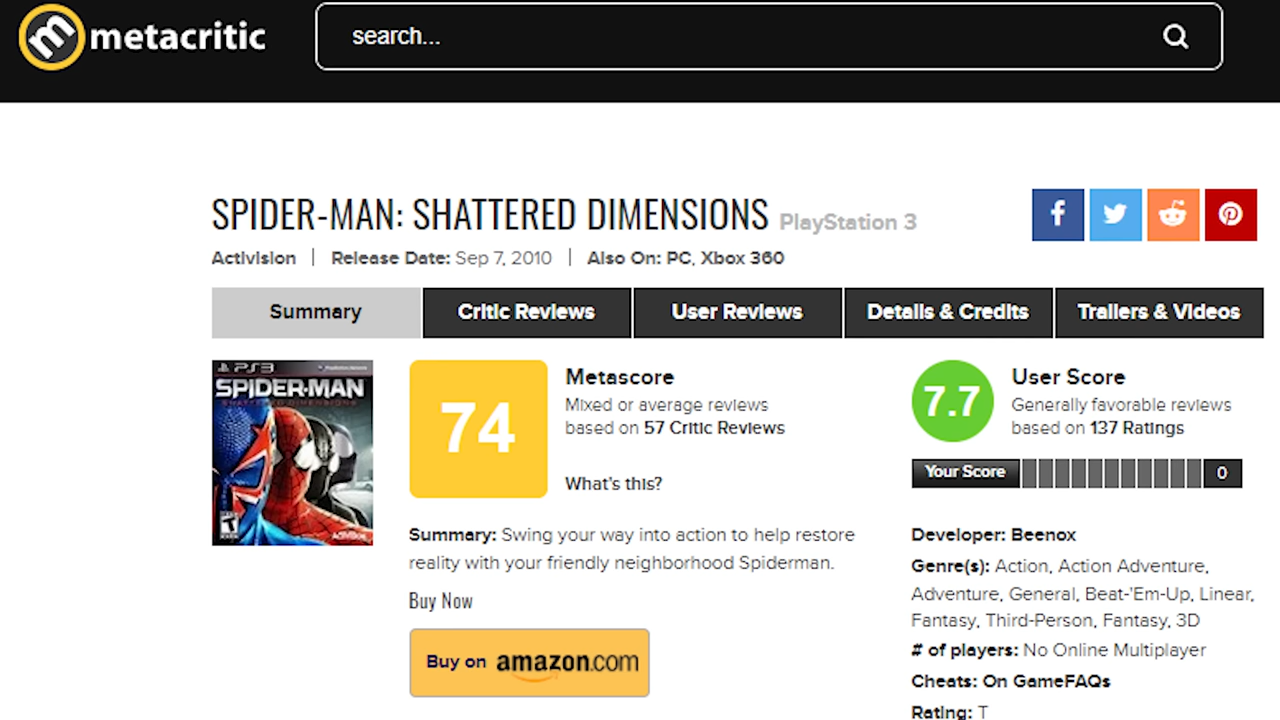 metacritic
search...
SPIDER-MAN: SHATTERED DIMENSIONS PlayStation 3
Activision | Release Date: Sep 7, 2010 | Also On: PC, Xbox 360
Summary
Critic Reviews
User Reviews
Details & Credits
Trailers & Videos
PS3
SPIDER-MAN
SHATTERED DIMENSIONS
T
ACTIVISION
74
Metascore
Mixed or average reviews
based on 57 Critic Reviews
What's this?
Summary: Swing your way into action to help restore
reality with your friendly neighborhood Spiderman.
Buy Now
Buy on amazon.com
7.7
User Score
Generally favorable reviews
based on 137 Ratings
Your Score
0
Developer: Beenox
Genre(s): Action, Action Adventure,
Adventure, General, Beat-'Em-Up, Linear,
Fantasy, Third-Person, Fantasy, 3D
# of players: No Online Multiplayer
Cheats: On GameFAQs
Rating: T